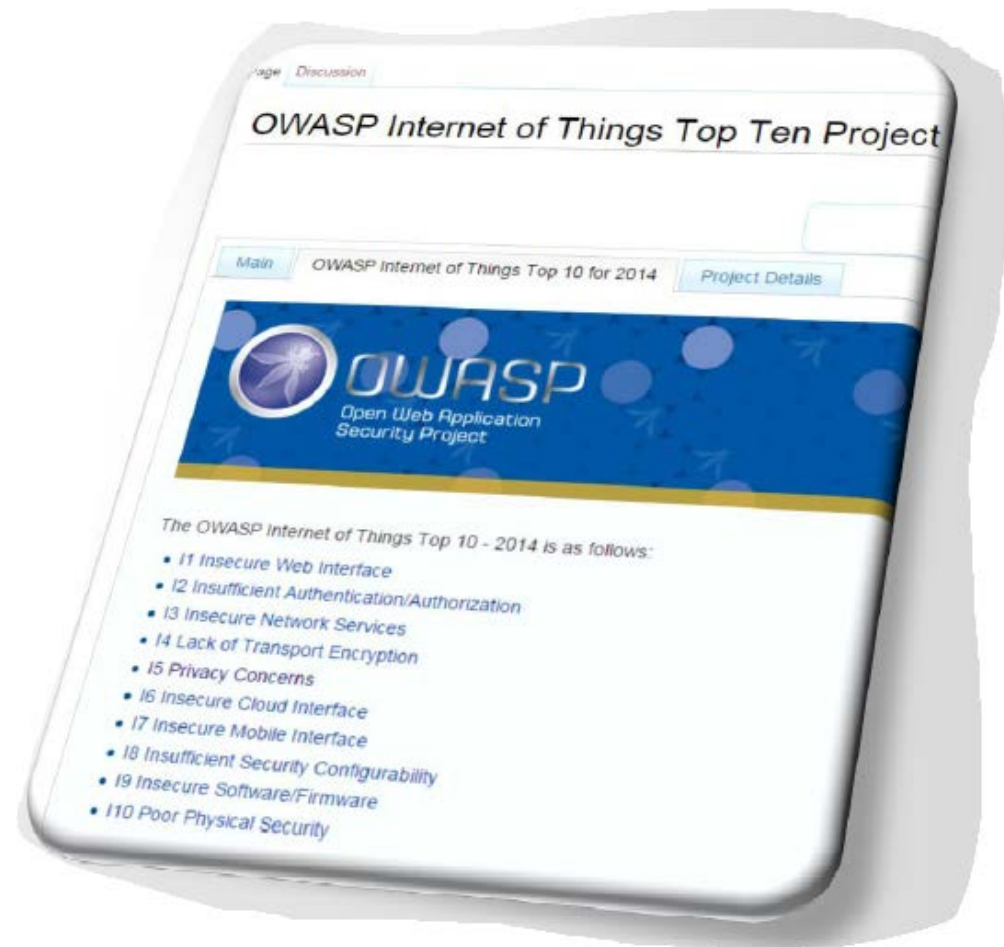 Discussion
OWASP Internet of Things Top Ten Project
Main OWASP Internet of Things Top 10 for 2014 Project Details
OWASP
Open Web Application
Security Project
The OWASP Internet of Things Top 10 - 2014 is as follows:
• I1 Insecure Web Interface
• I2 Insufficient Authentication/Authorization
• I3 Insecure Network Services
• I4 Lack of Transport Encryption
• I5 Privacy Concerns
• I6 Insecure Cloud Interface
• I7 Insecure Mobile Interface
• I8 Insufficient Security Configurability
• I9 Insecure Software/Firmware
• I10 Poor Physical Security